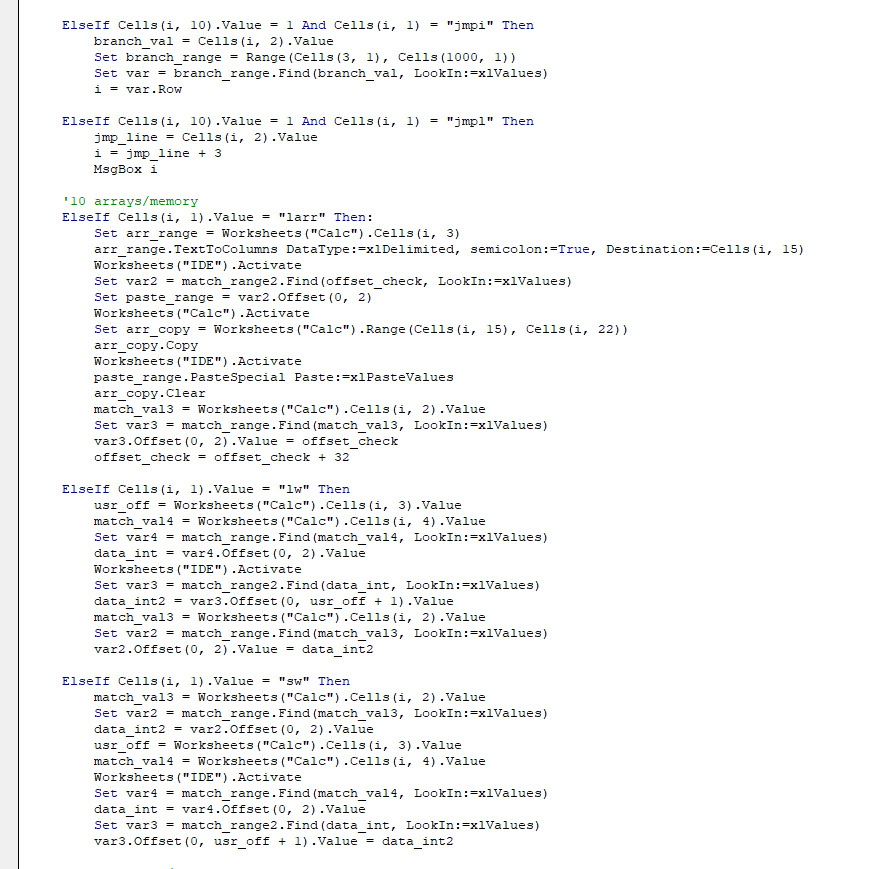 ElseIf Cells(i, 10).Value = 1 And Cells(i, 1) = "jmpi" Then
branch_val = Cells(i, 2).Value
Set branch_range = Range(Cells(3, 1), Cells(1000, 1))
Set var = branch_range.Find(branch_val, LookIn:=xlValues)
i = var.Row
ElseIf Cells(i, 10).Value = 1 And Cells(i, 1) = "jmpl" Then
jmp_line = Cells(i, 2).Value
i = jmp_line + 3
MsgBox i
'10 arrays/memory
ElseIf Cells(i, 1).Value = "larr" Then:
Set arr_range = Worksheets("Calc").Cells(i, 3)
arr_range.TextToColumns DataType:=xlDelimited, semicolon:=True, Destination:=Cells(i, 15)
Worksheets("IDE").Activate
Set var2 = match_range2.Find(offset_check, LookIn:=xlValues)
Set paste_range = var2.Offset(0, 2)
Worksheets("Calc").Activate
Set arr_copy = Worksheets("Calc").Range(Cells(i, 15), Cells(i, 22))
arr_copy.Copy
Worksheets("IDE").Activate
paste_range.PasteSpecial Paste:=xlPasteValues
arr_copy.Clear
match_val3 = Worksheets("Calc").Cells(i, 2).Value
Set var3 = match_range.Find(match_val3, LookIn:=xlValues)
var3.Offset(0, 2).Value = offset_check
offset_check = offset_check + 32
ElseIf Cells(i, 1).Value = "lw" Then
usr_off = Worksheets("Calc").Cells(i, 3).Value
match_val4 = Worksheets("Calc").Cells(i, 4).Value
Set var4 = match_range.Find(match_val4, LookIn:=xlValues)
data_int = var4.Offset(0, 2).Value
Worksheets("IDE").Activate
Set var3 = match_range2.Find(data_int, LookIn:=xlValues)
data_int2 = var3.Offset(0, usr_off + 1).Value
match_val3 = Worksheets("Calc").Cells(i, 2).Value
Set var2 = match_range.Find(match_val3, LookIn:=xlValues)
var2.Offset(0, 2).Value = data_int2
ElseIf Cells(i, 1).Value = "sw" Then
match_val3 = Worksheets("Calc").Cells(i, 2).Value
Set var2 = match_range.Find(match_val3, LookIn:=xlValues)
data_int2 = var2.Offset(0, 2).Value
usr_off = Worksheets("Calc").Cells(i, 3).Value
match_val4 = Worksheets("Calc").Cells(i, 4).Value
Worksheets("IDE").Activate
Set var4 = match_range.Find(match_val4, LookIn:=xlValues)
data_int = var4.Offset(0, 2).Value
Set var3 = match_range2.Find(data_int, LookIn:=xlValues)
var3.Offset(0, usr_off + 1).Value = data_int2